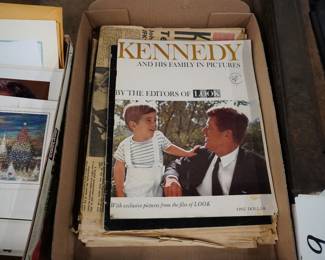 KENNEDY
AND HIS FAMILY IN PICTURES
BY THE EDITORS OF LOOK
With exclusive pictures from the files of LOOK
ONE DOLLAR
9